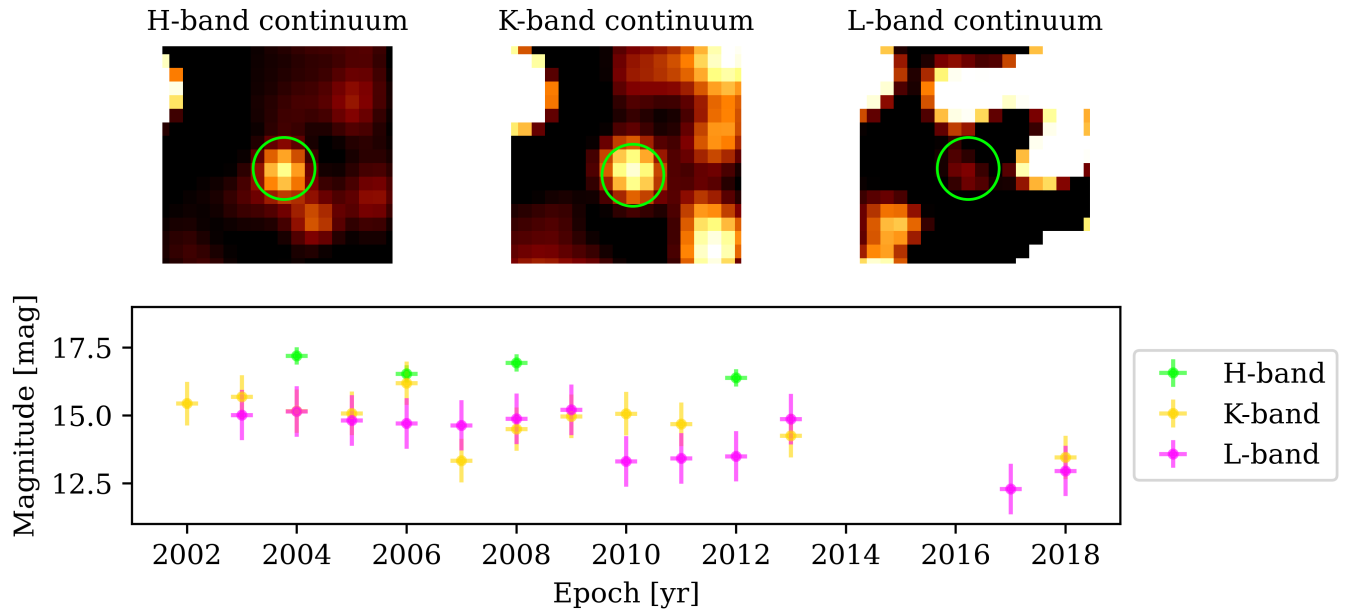 H-band continuum
K-band continuum
L-band continuum
Magnitude [mag]
17.5
15.0
12.5
2002
2004
2006
2008
2010
2012
2014
2016
2018
Epoch [yr]
H-band
K-band
L-band